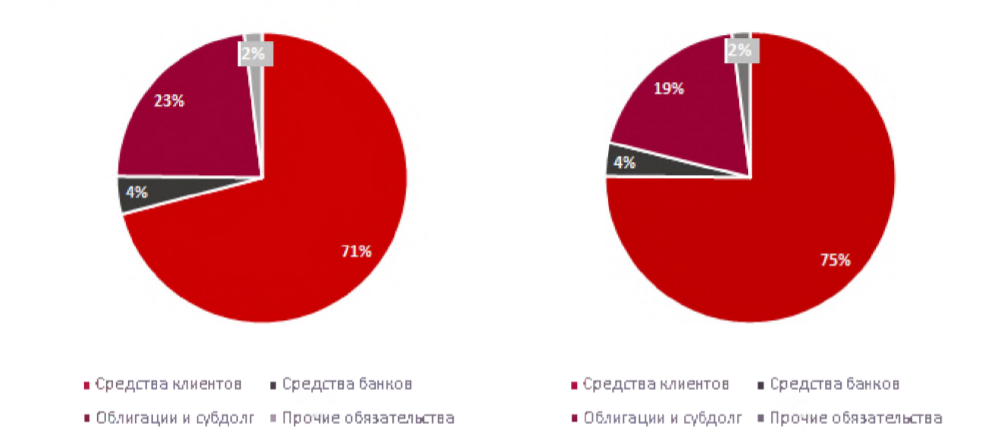 2%
23%
4%
71%
2%
19%
4%
75%
Средства клиентов
Средства банков
Облигации и субдолг
Прочие обязательства
Средства клиентов
Средства банков
Облигации и субдолг
Прочие обязательства